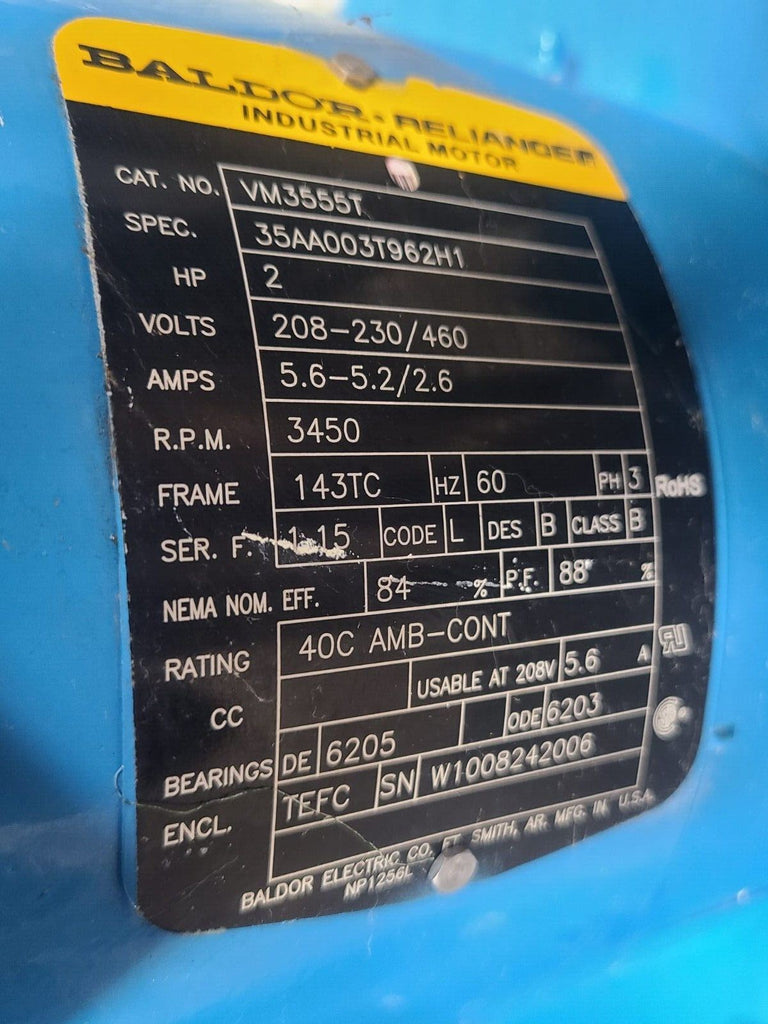 BALDOR · RELIANCER
INDUSTRIAL MOTOR
CAT. NO. VM3555T
SPEC. 35AA003T962H1
HP 2
VOLTS 208-230/460
AMPS 5.6-5.2/2.6
R.P.M. 3450
FRAME 143TC HZ 60 PH 3 RoHS
SER. F. 1.15 CODE L DES B CLASS B
NEMA NOM. EFF. 84 % P.F. 88 %
RATING 40C AMB-CONT
CC USABLE AT 208V 5.6 A
BEARINGS DE 6205 ODE 6203
ENCL. TEFC SN W1008242006
BALDOR ELECTRIC CO. FT. SMITH, AR. MFG. IN U.S.A.
NP1256L